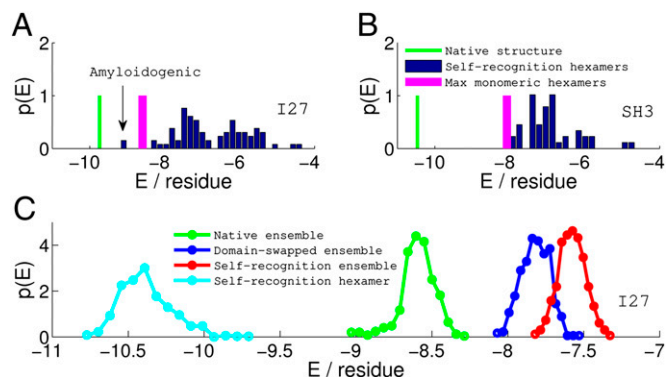 A
B
2
1
0
p(E)
Amyloidogenic
I27
−10
−8
−6
−4
E / residue
2
1
0
p(E)
Native structure
Self-recognition hexamers
Max monomeric hexamers
SH3
−10
−8
−6
−4
E / residue
C
4
2
0
p(E)
Native ensemble
Domain-swapped ensemble
Self-recognition ensemble
Self-recognition hexamer
I27
−11
−10.5
−10
−9.5
−9
−8.5
−8
−7.5
−7
E / residue